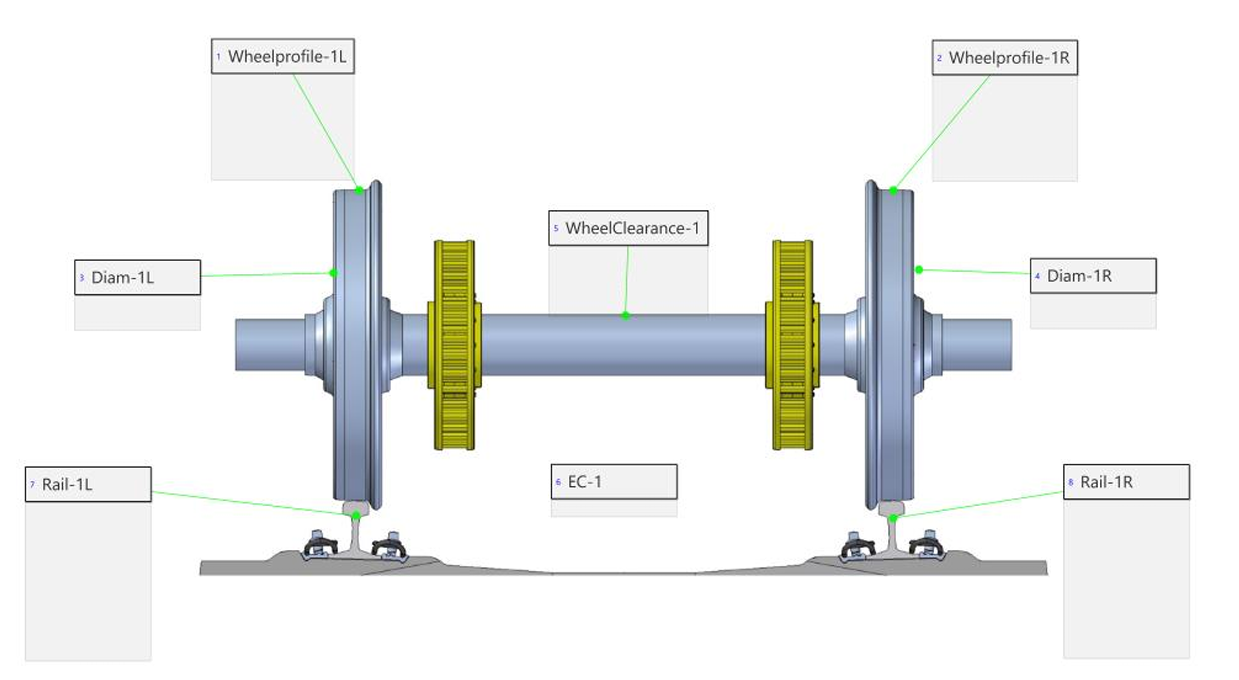 1 Wheelprofile-1L
2 Wheelprofile-1R
5 WheelClearance-1
3 Diam-1L
4 Diam-1R
7 Rail-1L
6 EC-1
8 Rail-1R